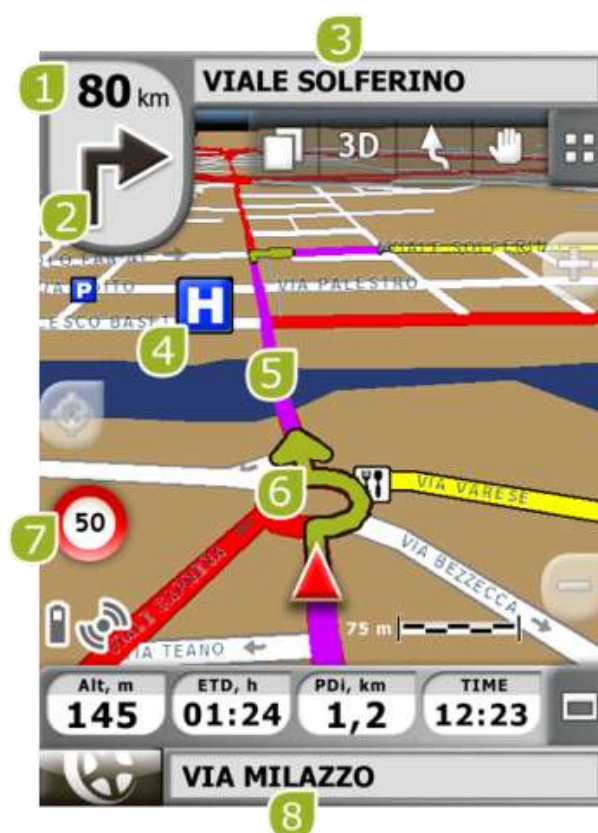 3
1
80 km
VIALE SOLFERINO
3D
2
VIALE SOLFERINO
P
H
VIA PALESTRO
4
5
6
VIA VARESE
7
50
VIA BEZZECCA
75 m
VIA TEANO
Alt, m
ETD, h
PDi, km
TIME
145
01:24
1,2
12:23
VIA MILAZZO
8